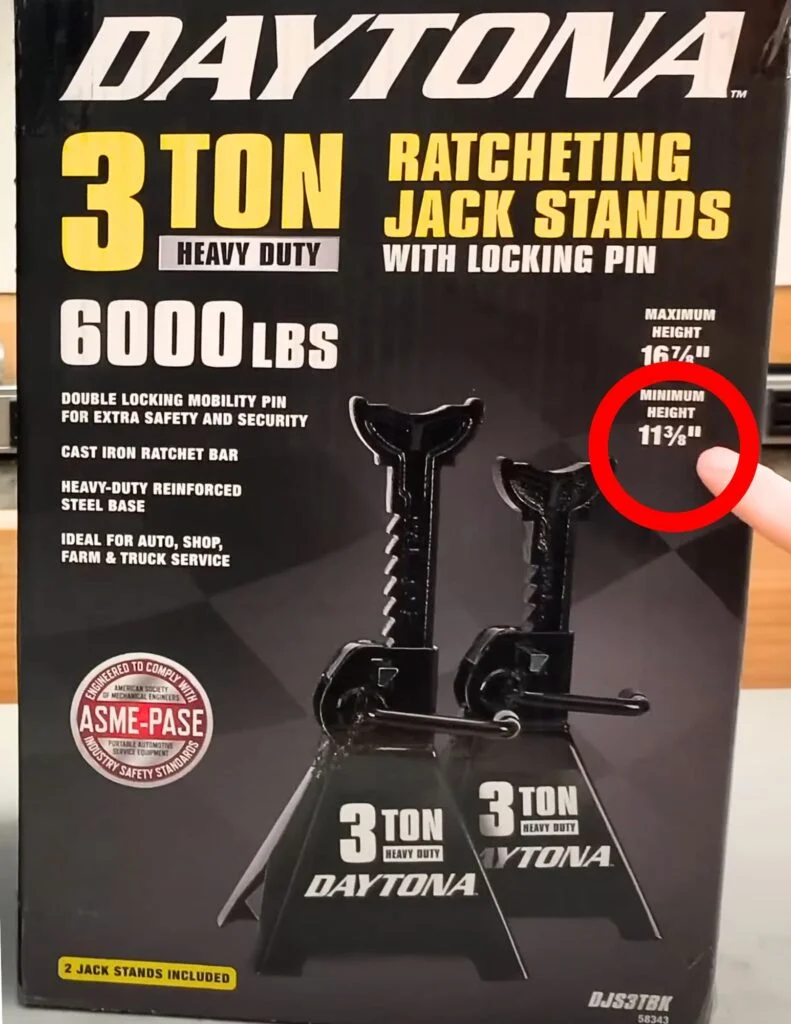 DAYTONA™
3 TON
HEAVY DUTY
RATCHETING
JACK STANDS
WITH LOCKING PIN
6000 LBS
MAXIMUM
HEIGHT
16⅞"
MINIMUM
HEIGHT
11⅜"
DOUBLE LOCKING MOBILITY PIN
FOR EXTRA SAFETY AND SECURITY
CAST IRON RATCHET BAR
HEAVY-DUTY REINFORCED
STEEL BASE
IDEAL FOR AUTO, SHOP,
FARM & TRUCK SERVICE
ENGINEERED TO COMPLY WITH
AMERICAN SOCIETY
OF MECHANICAL ENGINEERS
ASME-PASE
PORTABLE AUTOMOTIVE
SERVICE EQUIPMENT
INDUSTRY SAFETY STANDARDS
3 TON
HEAVY DUTY
DAYTONA
3 TON
HEAVY DUTY
AYTONA
2 JACK STANDS INCLUDED
DJS3TBK
58343